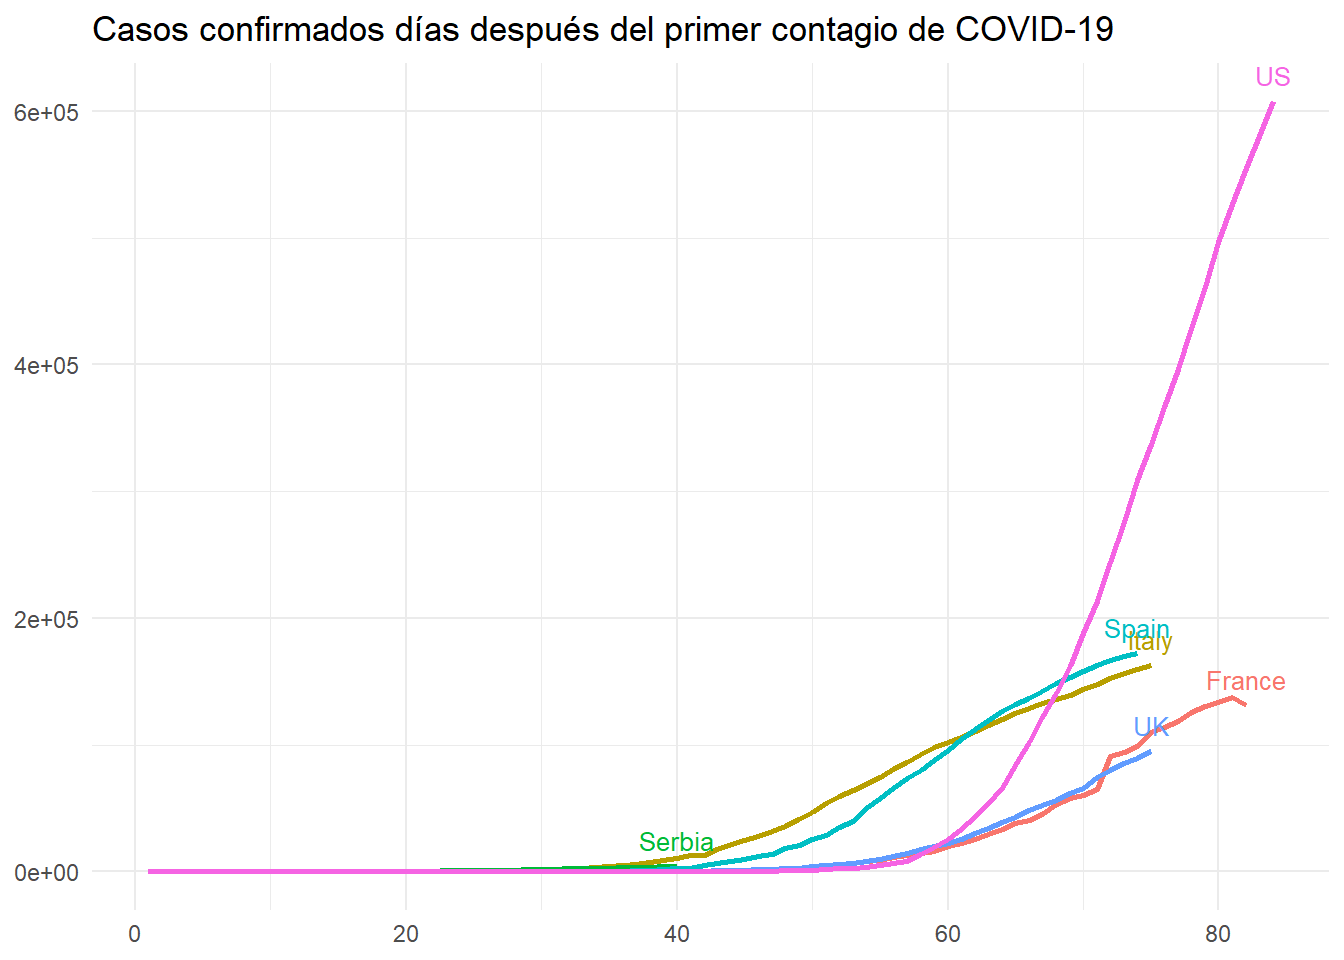 Casos confirmados días después del primer contagio de COVID-19
US
6e+05
4e+05
2e+05
Spain
Italy
France
UK
Serbia
0e+00
0 20 40 60 80